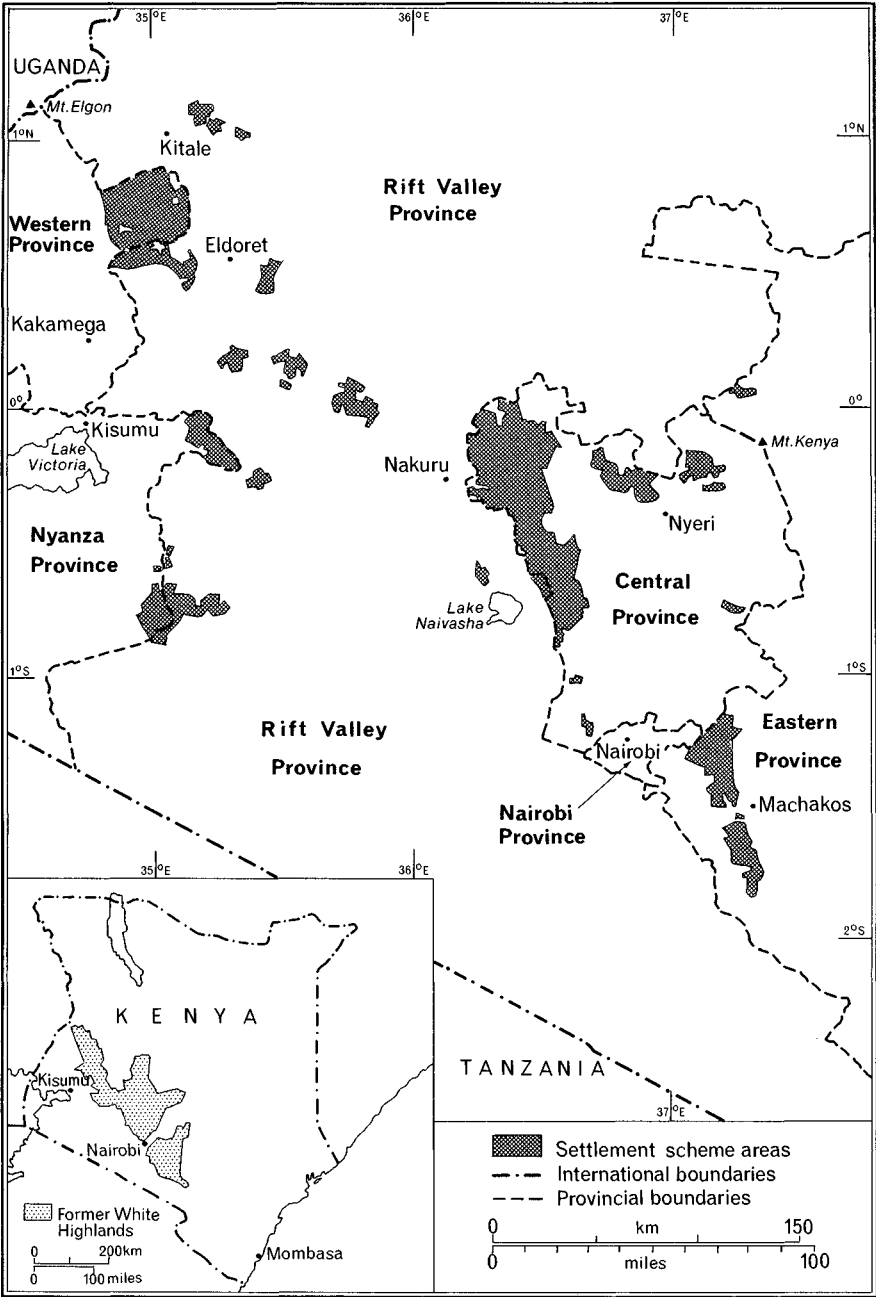 35°E
36°E
37°E
UGANDA
Mt.Elgon
1°N
1°N
Kitale
Rift Valley
Province
Western
Province
Eldoret
Kakamega
0°
0°
Kisumu
Lake
Victoria
Mt.Kenya
Nakuru
Nyeri
Nyanza
Province
Central
Province
Lake
Naivasha
1°S
1°S
Rift Valley
Province
Eastern
Province
Nairobi
Machakos
Nairobi
Province
35°E
36°E
2°S
KENYA
TANZANIA
Kisumu
37°E
Nairobi
Former White
Highlands
0 200km
0 100 miles
Mombasa
Settlement scheme areas
International boundaries
Provincial boundaries
0 km 150
0 miles 100